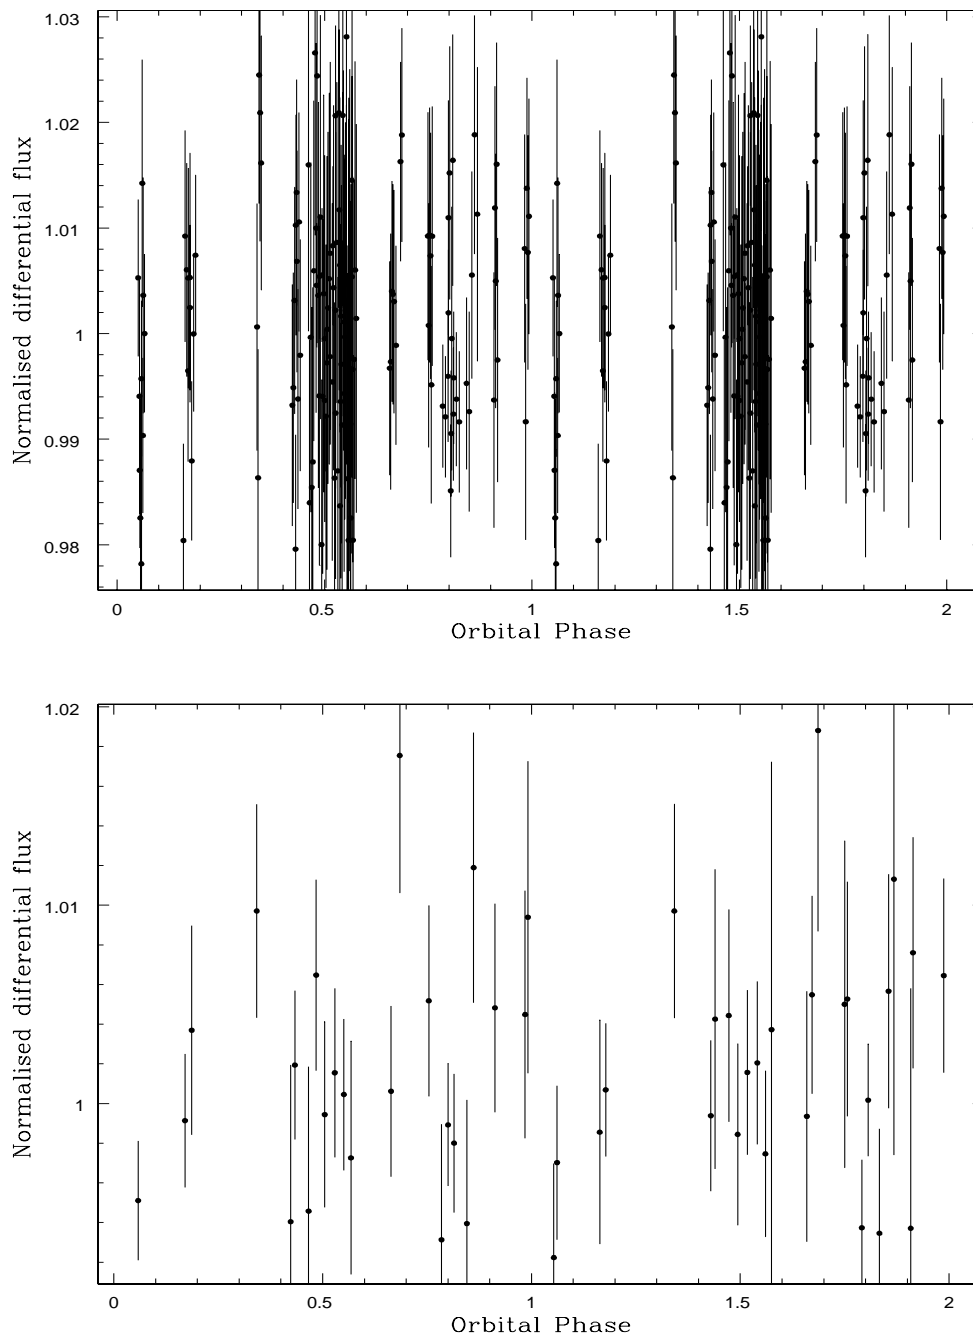 1.03
1.02
1.01
1
0.99
0.98
Normalised differential flux
0 0.5 1 1.5 2
Orbital Phase
1.02
1.01
1
Normalised differential flux
0 0.5 1 1.5 2
Orbital Phase